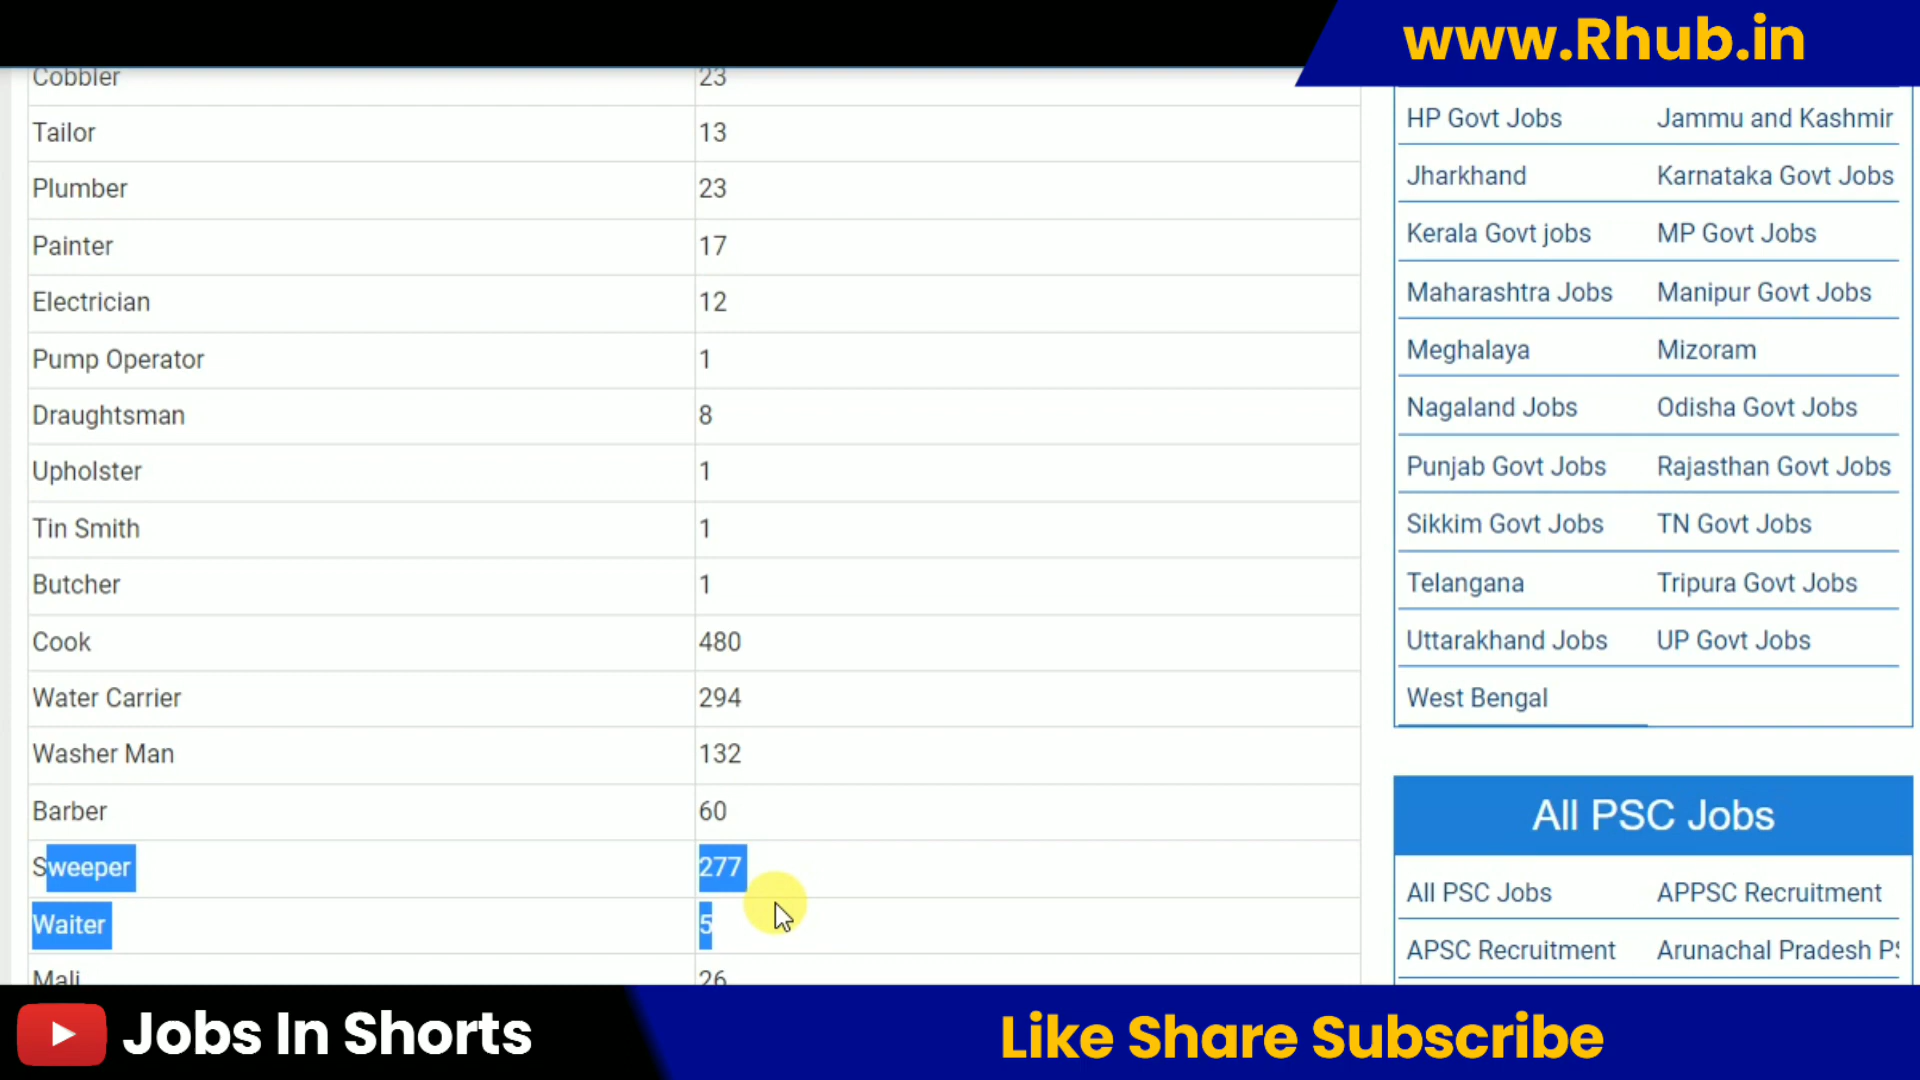 www.Rhub.in
Cobbler 23
Tailor 13
Plumber 23
Painter 17
Electrician 12
Pump Operator 1
Draughtsman 8
Upholster 1
Tin Smith 1
Butcher 1
Cook 480
Water Carrier 294
Washer Man 132
Barber 60
Sweeper 277
Waiter 5
Mali 26
HP Govt Jobs Jammu and Kashmir
Jharkhand Karnataka Govt Jobs
Kerala Govt jobs MP Govt Jobs
Maharashtra Jobs Manipur Govt Jobs
Meghalaya Mizoram
Nagaland Jobs Odisha Govt Jobs
Punjab Govt Jobs Rajasthan Govt Jobs
Sikkim Govt Jobs TN Govt Jobs
Telangana Tripura Govt Jobs
Uttarakhand Jobs UP Govt Jobs
West Bengal
All PSC Jobs
All PSC Jobs APPSC Recruitment
APSC Recruitment Arunachal Pradesh PS
Jobs In Shorts
Like Share Subscribe